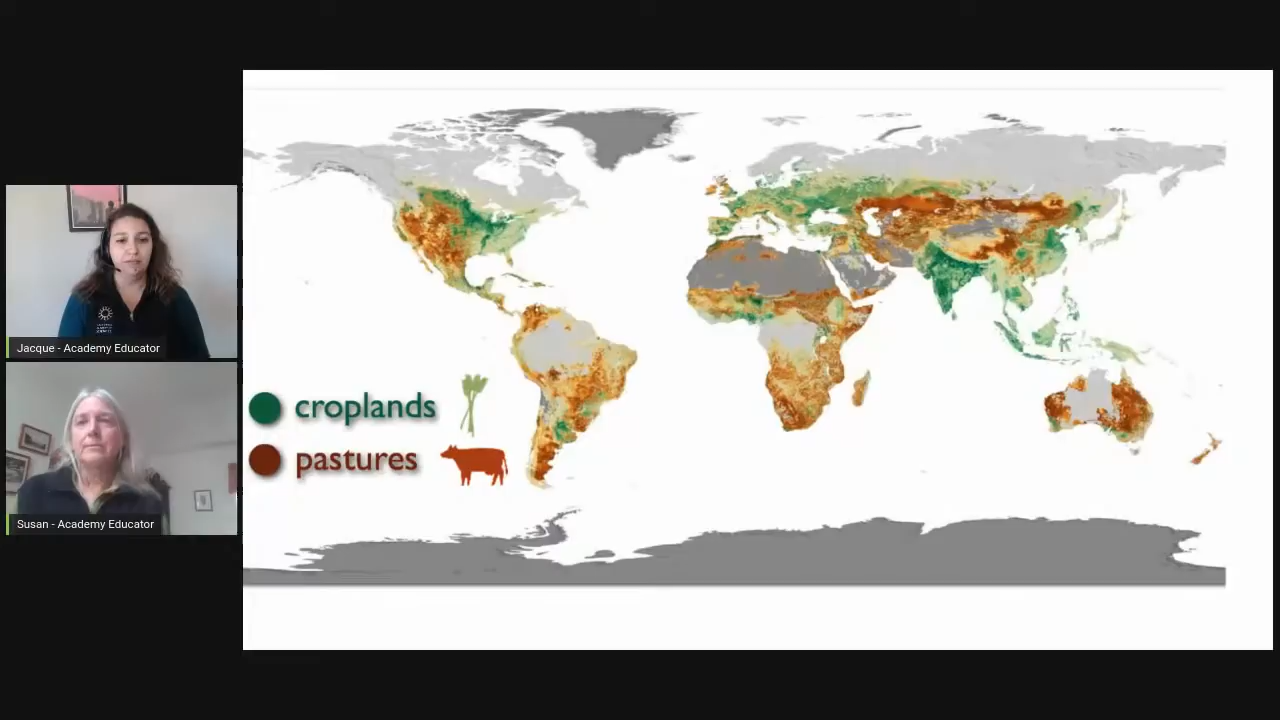 Jacque - Academy Educator
Susan - Academy Educator
croplands
pastures